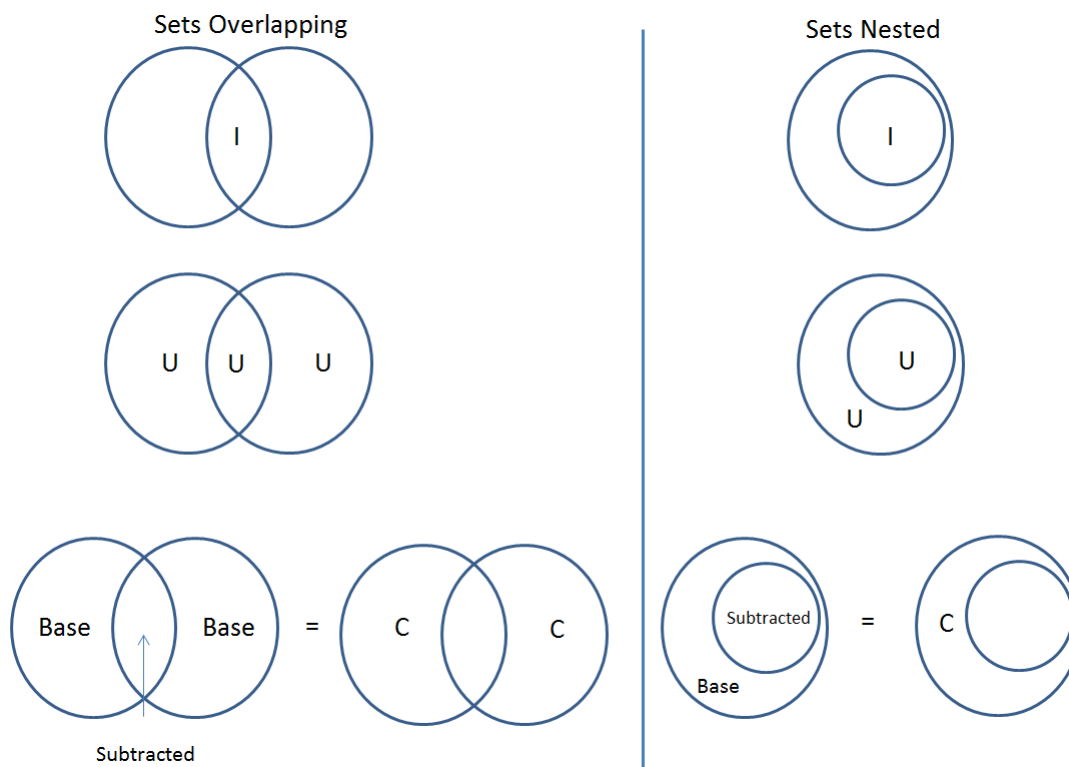 Sets Overlapping
Sets Nested
I
I
U U U
U
U
Base Base = C C
Subtracted
Subtracted = C
Base